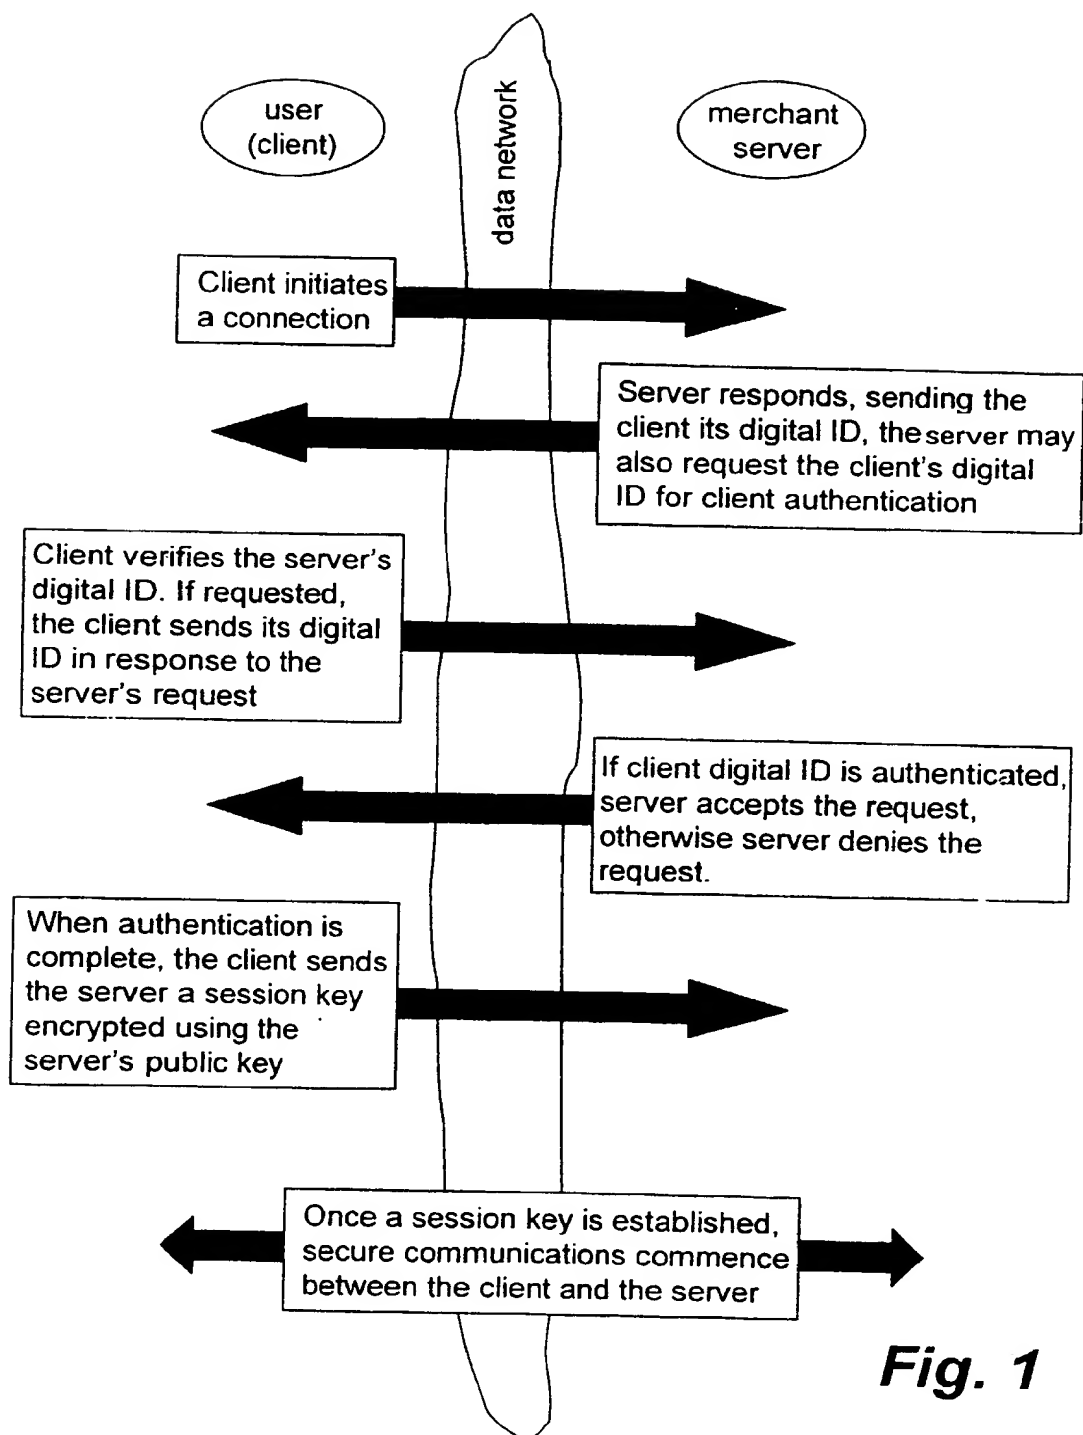 user
(client)
data network
merchant
server
Client initiates
a connection
Server responds, sending the
client its digital ID, the server may
also request the client's digital
ID for client authentication
Client verifies the server's
digital ID. If requested,
the client sends its digital
ID in response to the
server's request
If client digital ID is authenticated,
server accepts the request,
otherwise server denies the
request.
When authentication is
complete, the client sends
the server a session key
encrypted using the
server's public key
Once a session key is established,
secure communications commence
between the client and the server
Fig. 1